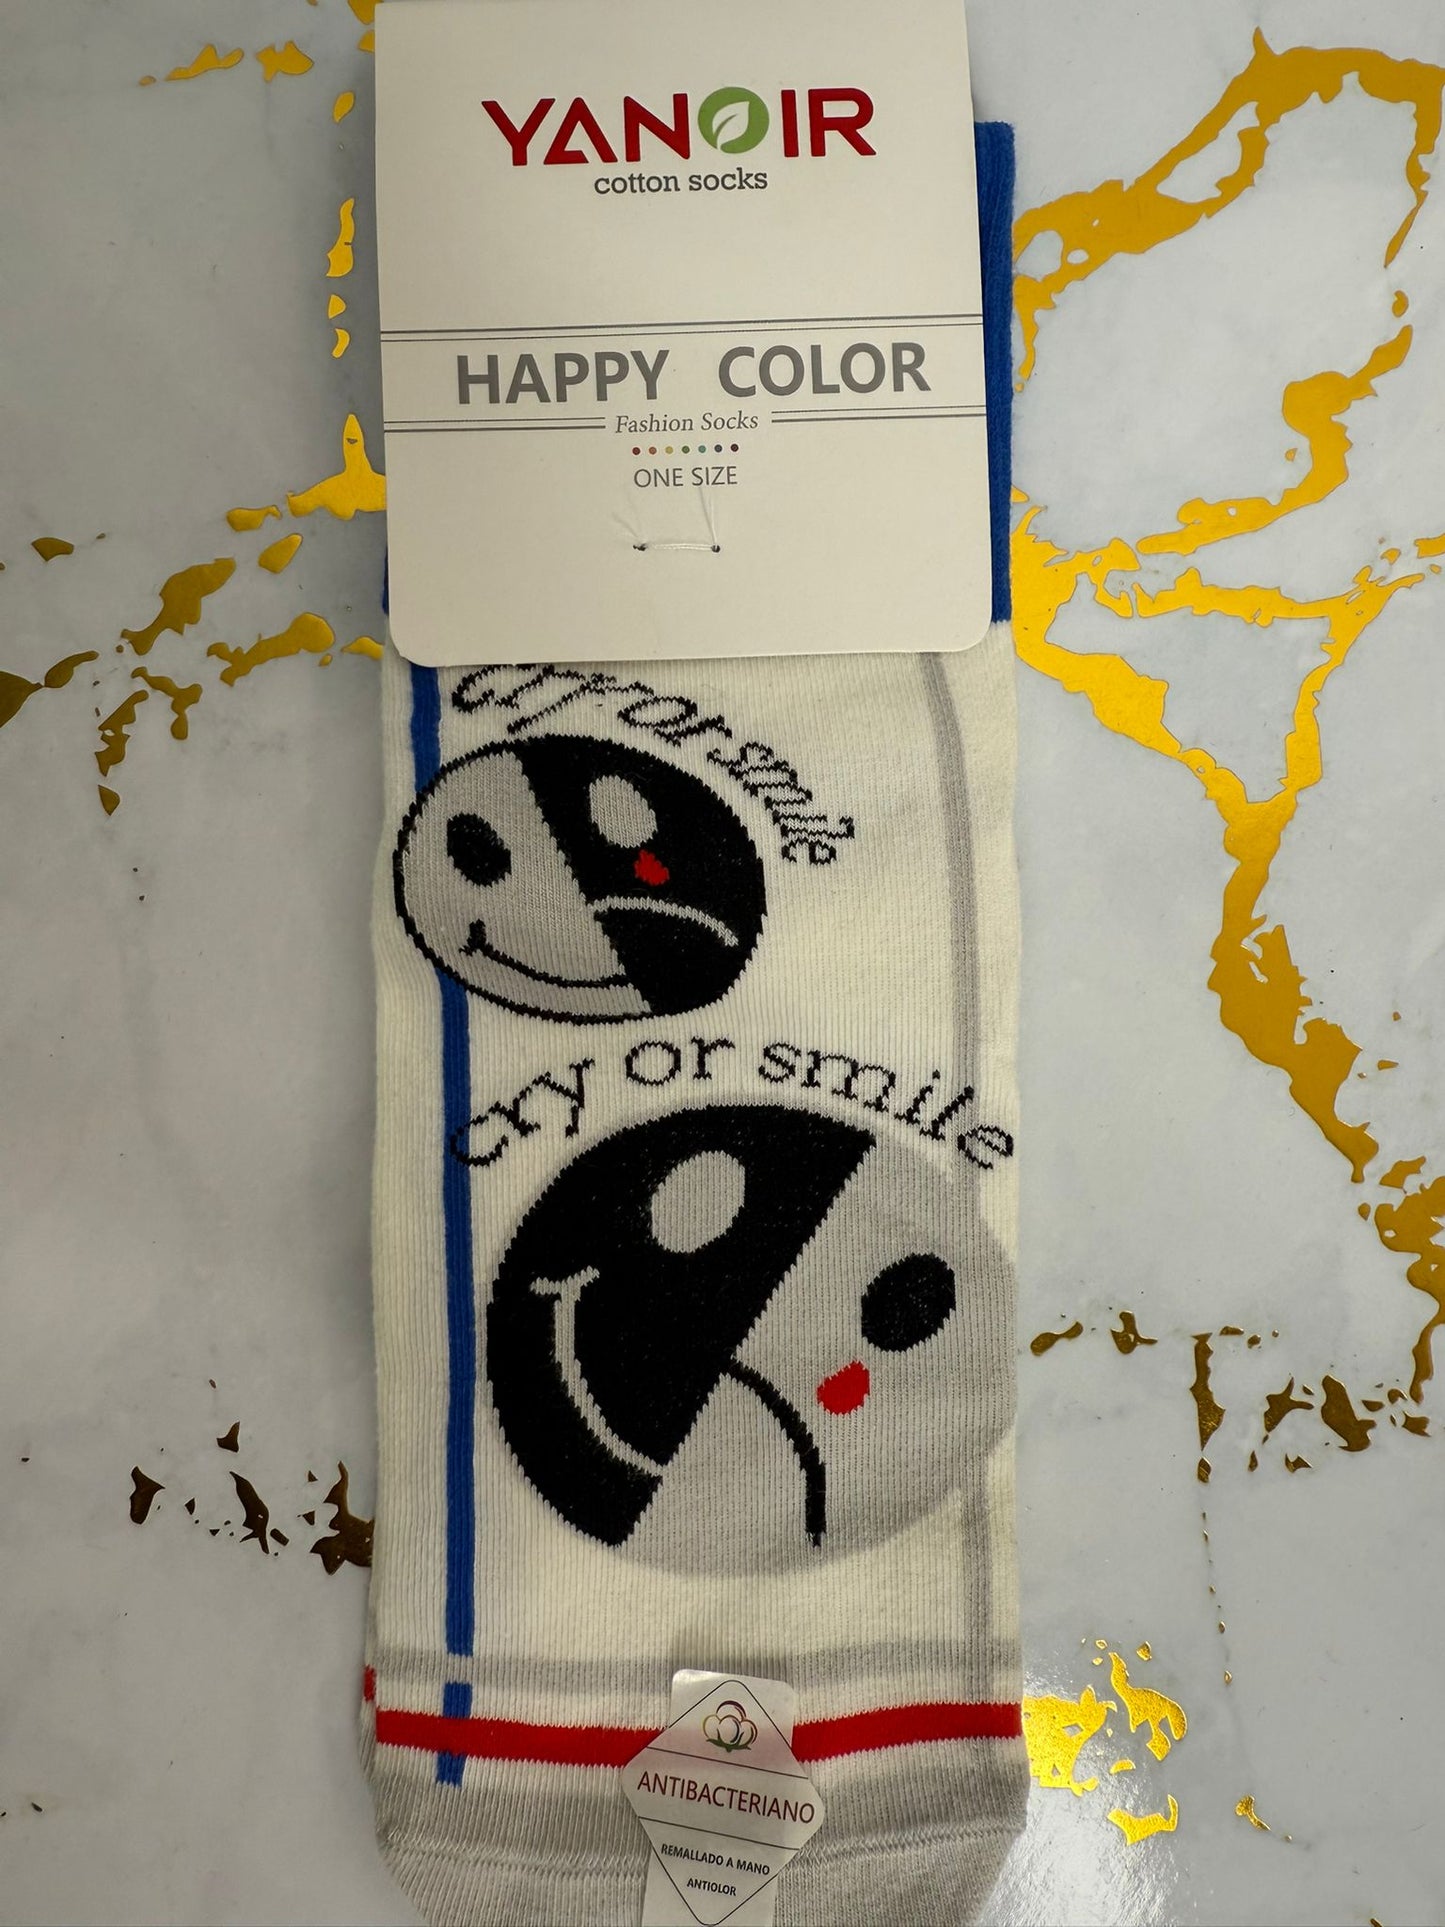 YANOIR
cotton socks
HAPPY COLOR
Fashion Socks
ONE SIZE
cry or smile
cry or smile
ANTIBACTERIANO
REMALLADO A MANO
ANTIOLOR